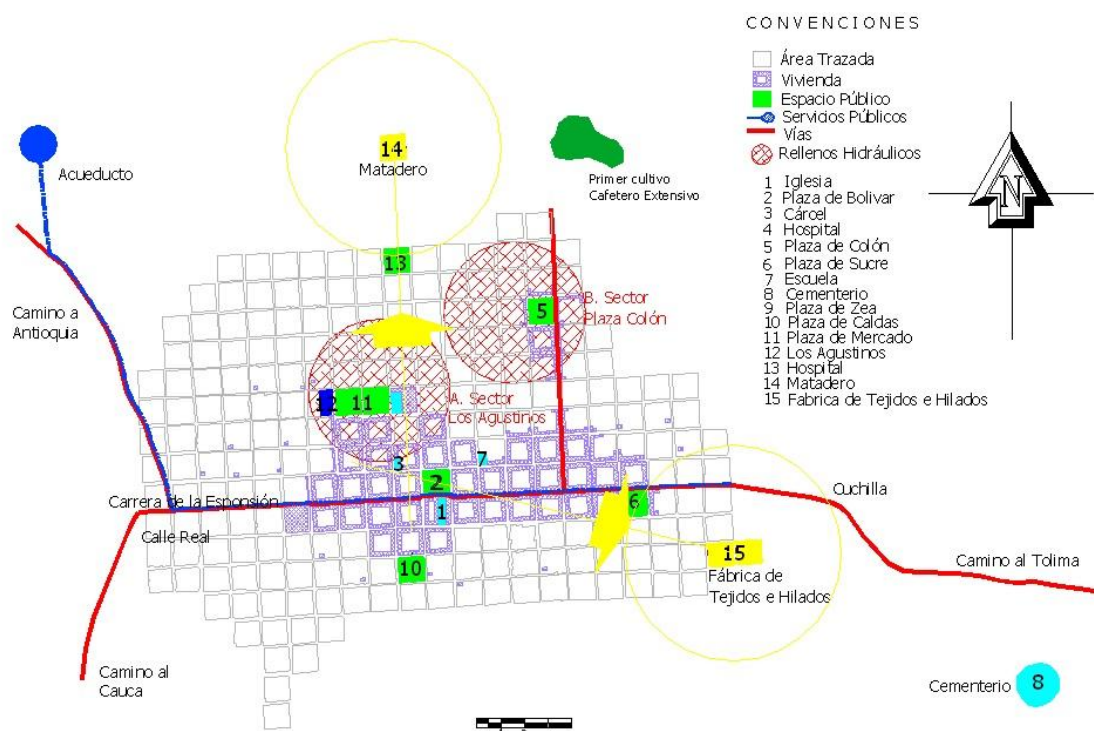 CONVENCIONES
Área Trazada
Vivienda
Espacio Público
Servicios Públicos
Vías
Rellenos Hidráulicos
1 Iglesia
2 Plaza de Bolivar
3 Cárcel
4 Hospital
5 Plaza de Colón
6 Plaza de Sucre
7 Escuela
8 Cementerio
9 Plaza de Zea
10 Plaza de Caldas
11 Plaza de Mercado
12 Los Agustinos
13 Hospital
14 Matadero
15 Fabrica de Tejidos e Hilados
N
14
Matadero
Acueducto
Primer cultivo
Cafetero Extensivo
13
Camino a
Antioquia
5
B. Sector
Plaza Colón
12
11
A. Sector
Los Agustinos
3
7
2
Carrera de la Esponsión
1
6
Cuchilla
Calle Real
15
Fábrica de
Tejidos e Hilados
10
Camino al Tolima
Camino al
Cauca
Cementerio
8